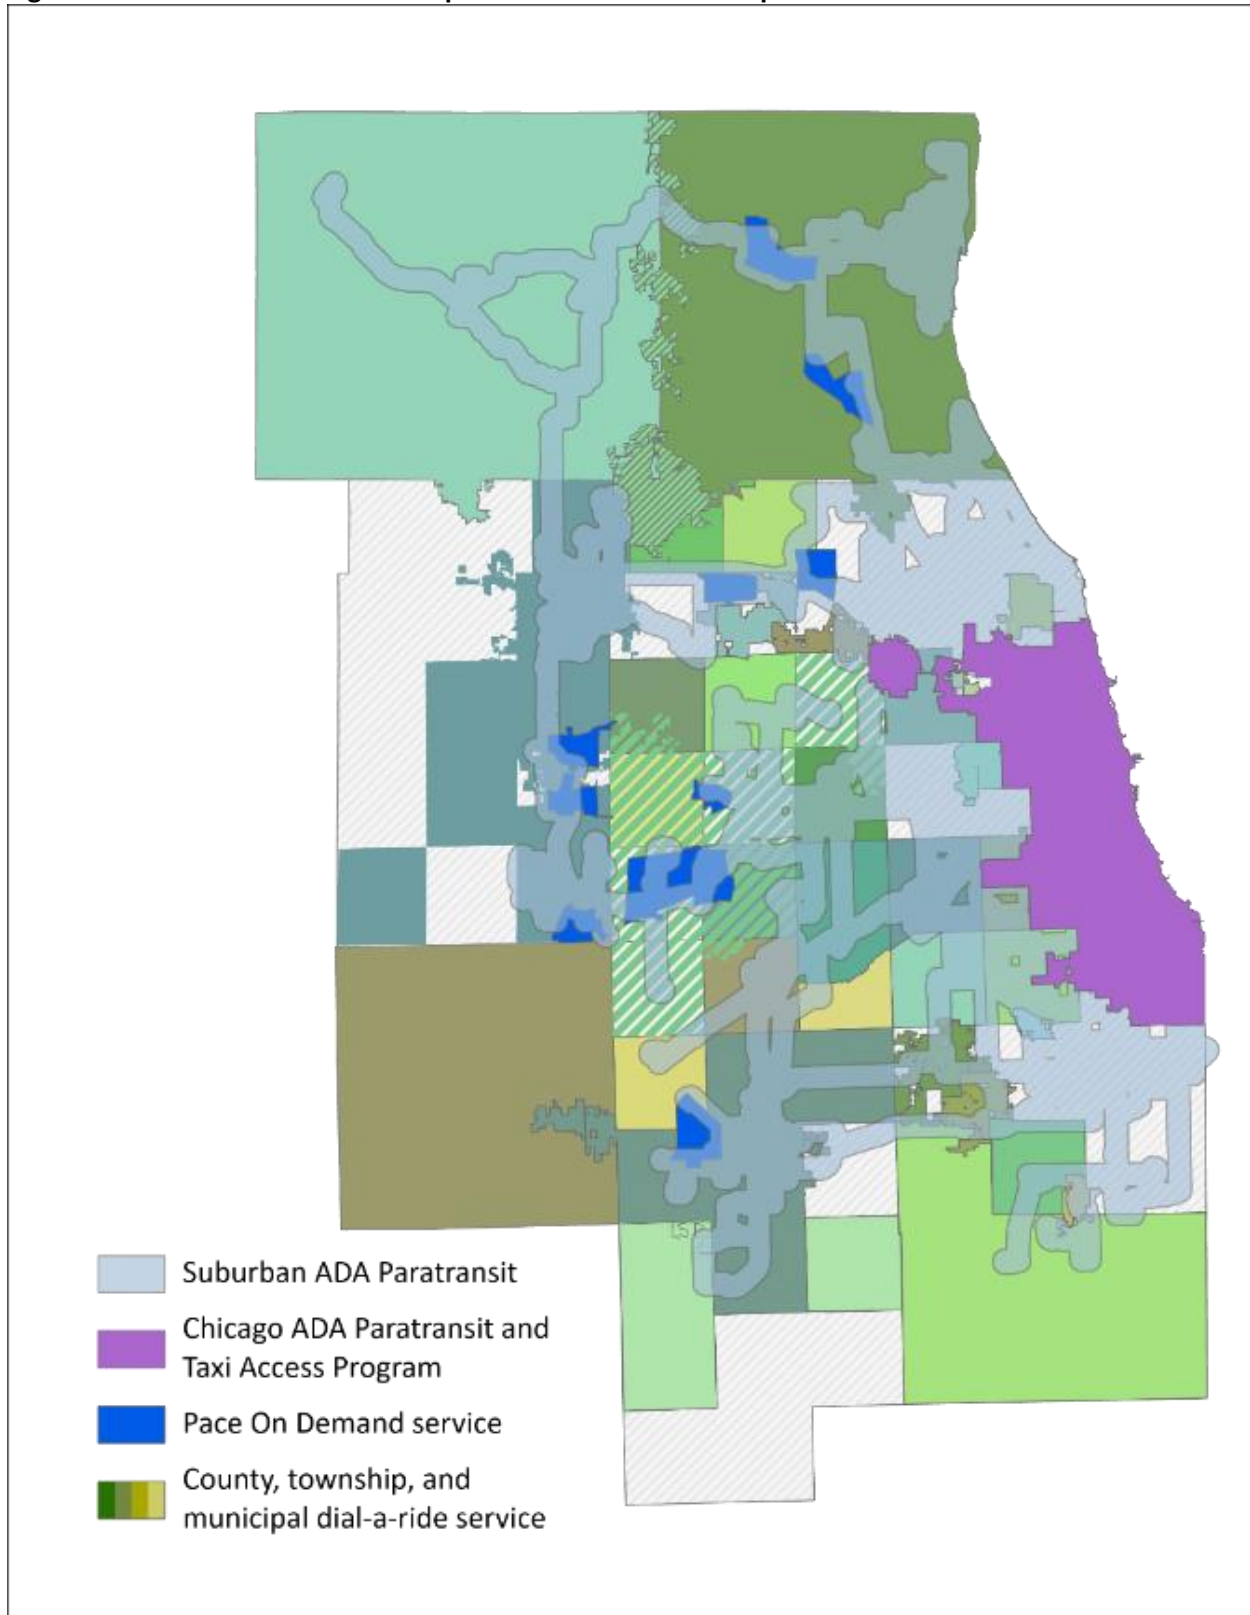 Suburban ADA Paratransit
Chicago ADA Paratransit and
Taxi Access Program
Pace On Demand service
County, township, and
municipal dial-a-ride service